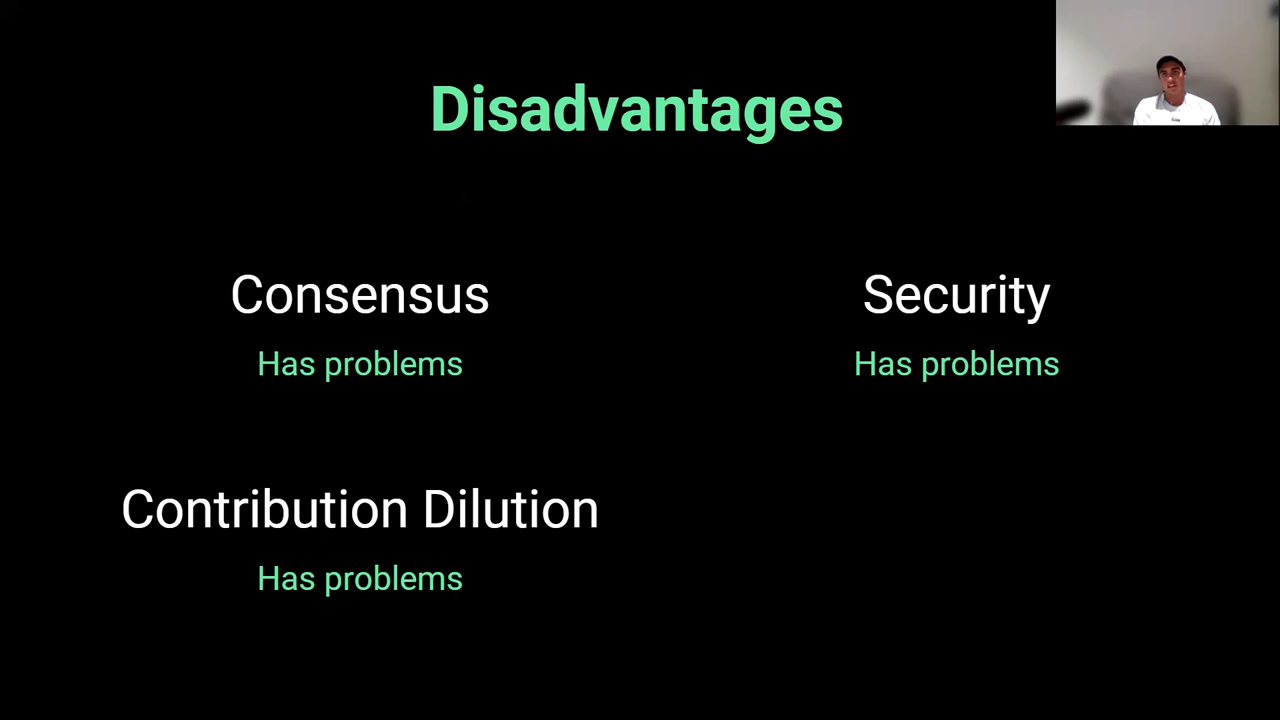 Disadvantages
Consensus
Has problems
Security
Has problems
Contribution Dilution
Has problems